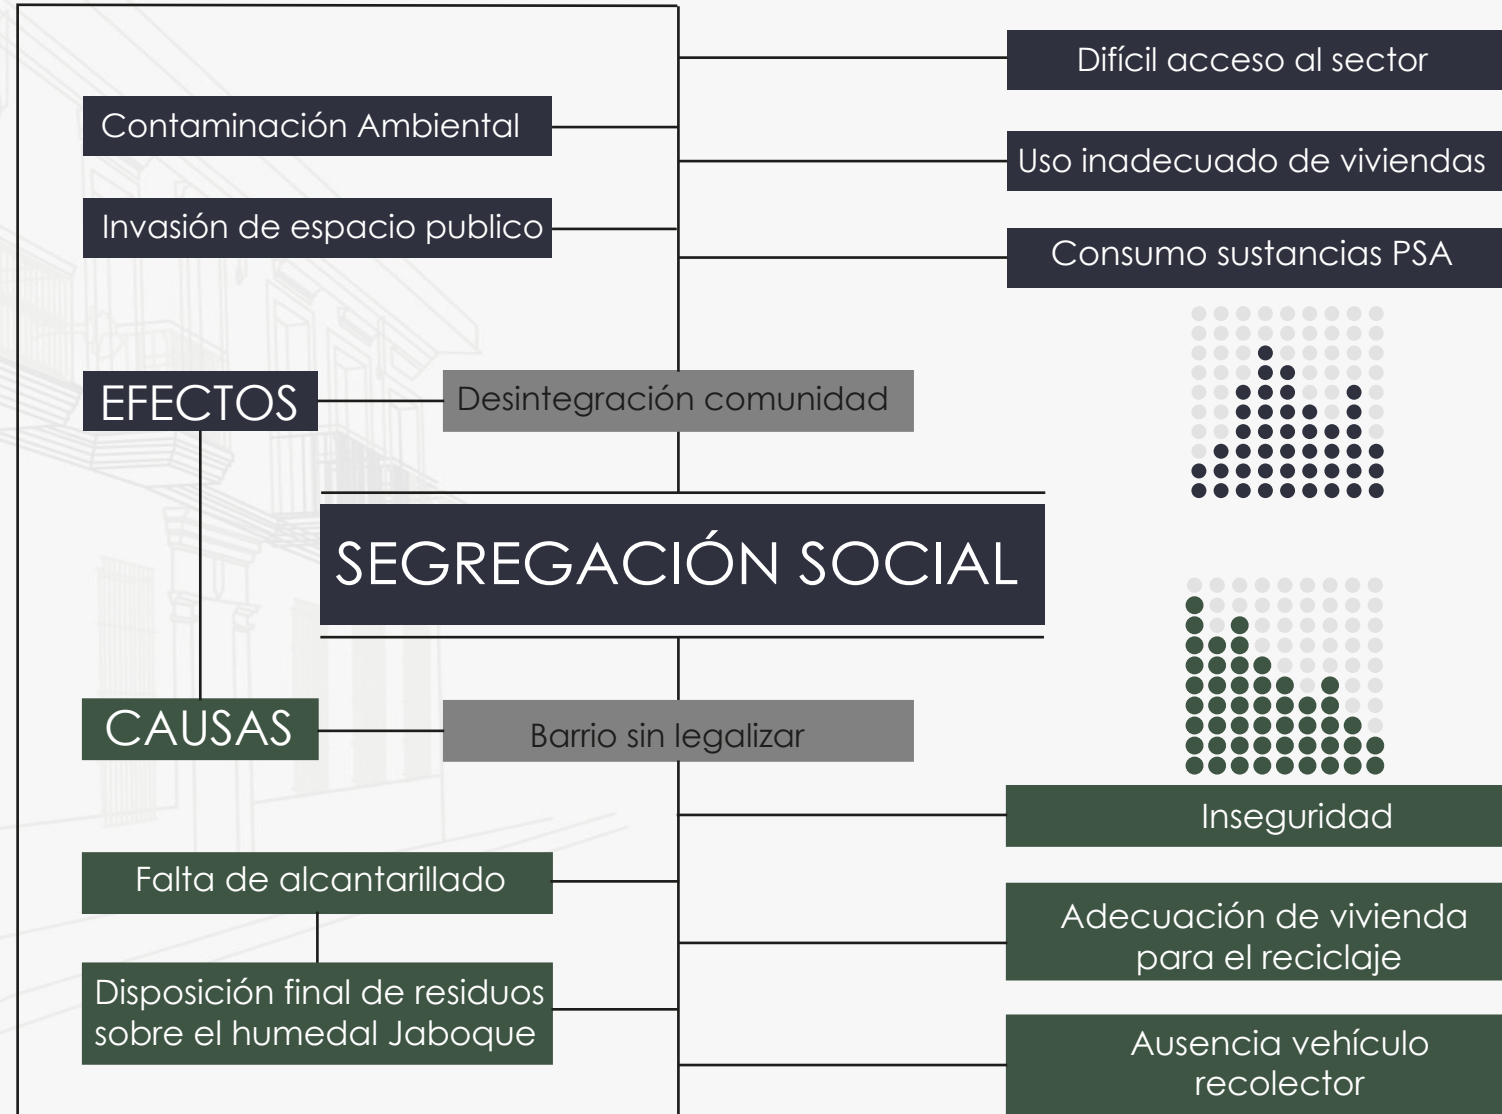 Difícil acceso al sector
Contaminación Ambiental
Uso inadecuado de viviendas
Invasión de espacio publico
Consumo sustancias PSA
EFECTOS
Desintegración comunidad
SEGREGACIÓN SOCIAL
CAUSAS
Barrio sin legalizar
Inseguridad
Falta de alcantarillado
Adecuación de vivienda
para el reciclaje
Disposición final de residuos
sobre el humedal Jaboque
Ausencia vehículo
recolector